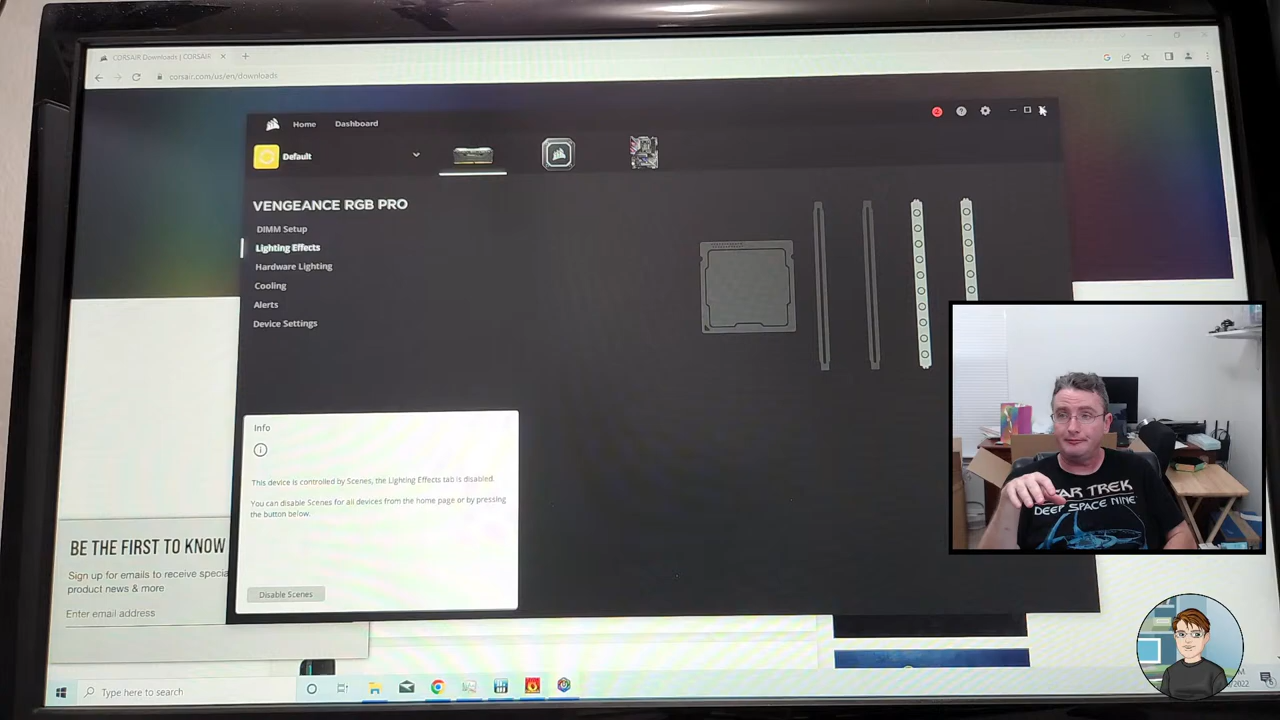 CORSAIR Downloads | CORSAIR
corsair.com/us/en/downloads
Home
Dashboard
Default
VENGEANCE RGB PRO
DIMM Setup
Lighting Effects
Hardware Lighting
Cooling
Alerts
Device Settings
Info
This device is controlled by Scenes, the Lighting Effects tab is disabled.
You can disable Scenes for all devices from the home page or by pressing
the button below.
Disable Scenes
BE THE FIRST TO KNOW
Sign up for emails to receive specia
product news & more
Enter email address
STAR TREK
DEEP SPACE NINE
Type here to search
2022